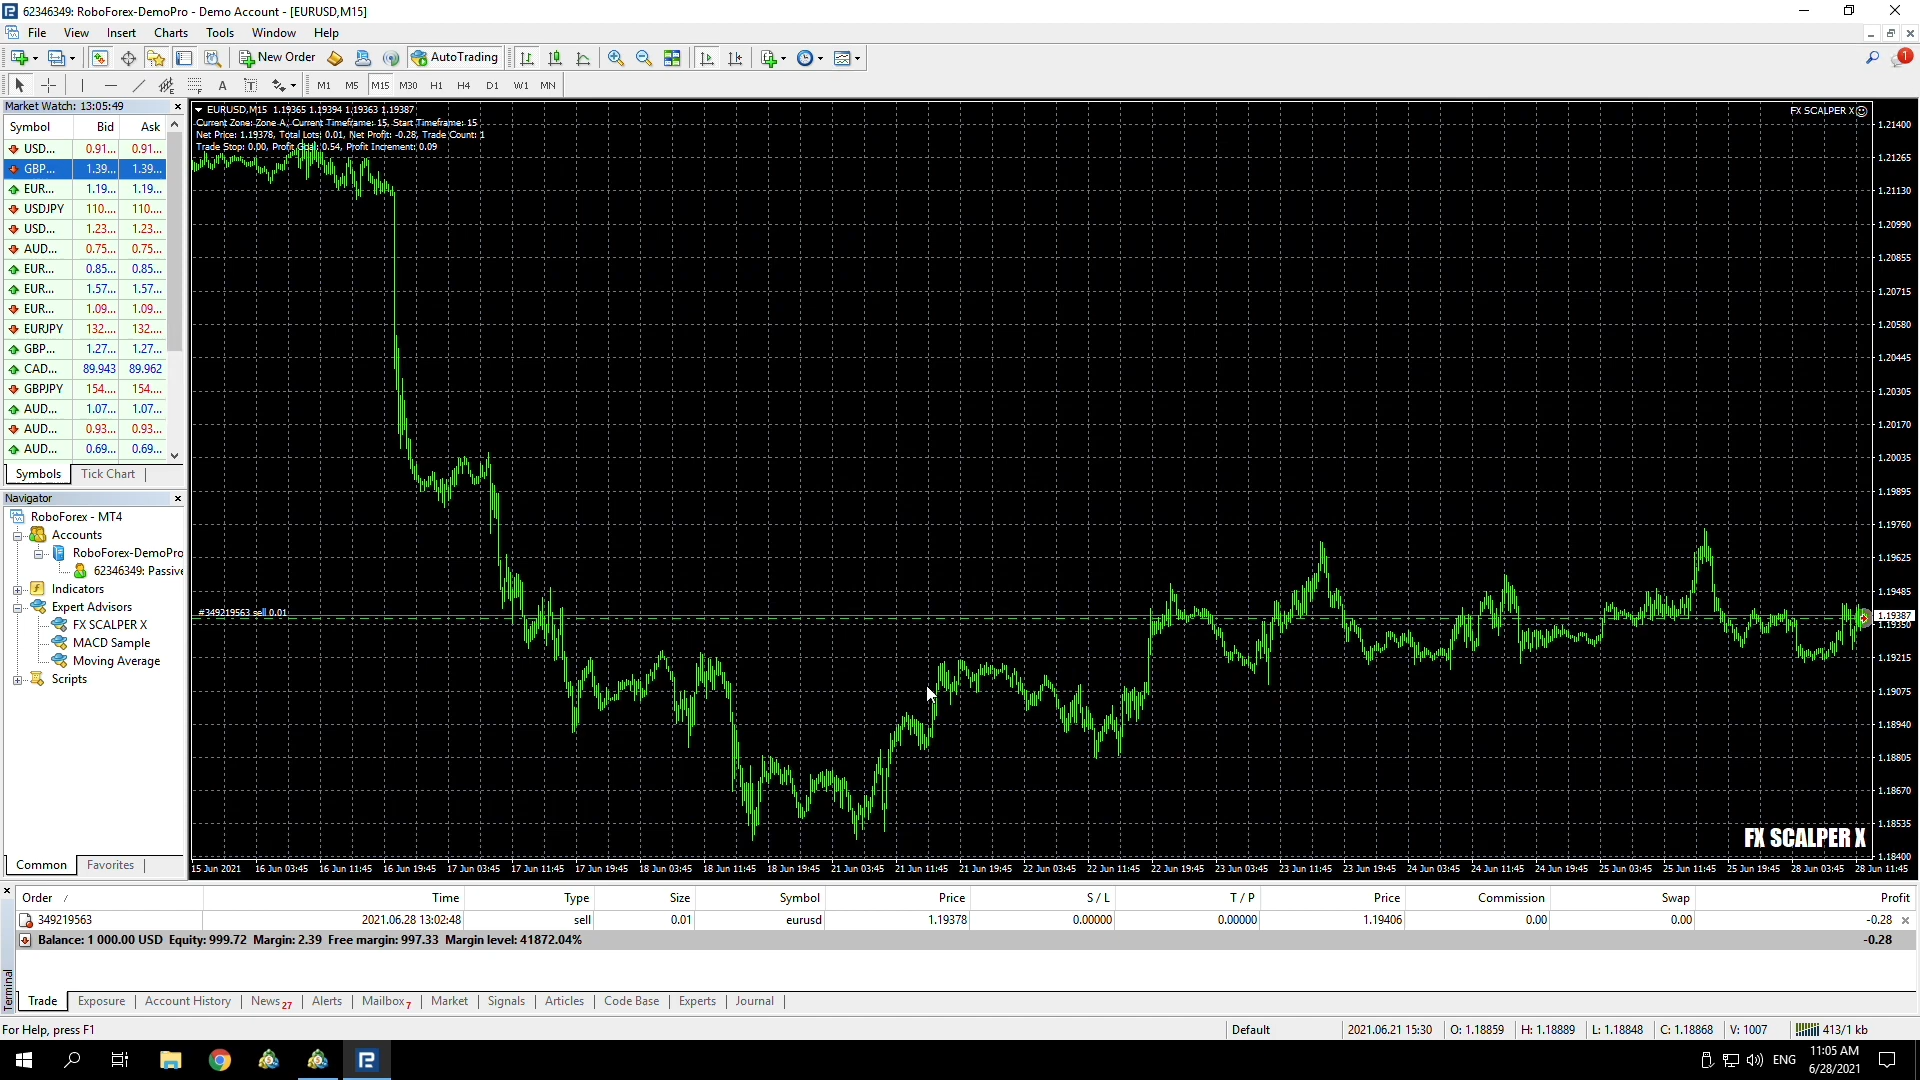 62346349: RoboForex-DemoPro - Demo Account - [EURUSD,M15]
File View Insert Charts Tools Window Help
New Order AutoTrading 1
A T M1 M5 M15 M30 H1 H4 D1 W1 MN
Market Watch: 13:05:49
Symbol Bid Ask
USD... 0.91... 0.91...
GBP... 1.39... 1.39...
EUR... 1.19... 1.19...
USDJPY 110.... 110....
USD... 1.23... 1.23...
AUD... 0.75... 0.75...
EUR... 0.85... 0.85...
EUR... 1.57... 1.57...
EUR... 1.09... 1.09...
EURJPY 132.... 132....
GBP... 1.27... 1.27...
CAD... 89.943 89.962
GBPJPY 154.... 154....
AUD... 1.07... 1.07...
AUD... 0.93... 0.93...
AUD... 0.69... 0.69...
Symbols Tick Chart
Navigator
RoboForex - MT4
Accounts
RoboForex-DemoPro
62346349: Passive
Indicators
Expert Advisors
FX SCALPER X
MACD Sample
Moving Average
Scripts
Common Favorites
EURUSD,M15 1.19365 1.19394 1.19363 1.19387
Current Zone: Zone A, Current Timeframe: 15, Start Timeframe: 15
Net Price: 1.19378, Total Lots: 0.01, Net Profit: -0.28, Trade Count: 1
Trade Stop: 0.00, Profit Goal: 0.54, Profit Increment: 0.09
FX SCALPER X
#349219563 sell 0.01
1.21400
1.21265
1.21130
1.20990
1.20855
1.20715
1.20580
1.20445
1.20305
1.20170
1.20035
1.19895
1.19760
1.19625
1.19485
1.19387
1.19350
1.19215
1.19075
1.18940
1.18805
1.18670
1.18535
1.18400
FX SCALPER X
15 Jun 2021 16 Jun 03:45 16 Jun 11:45 16 Jun 19:45 17 Jun 03:45 17 Jun 11:45 17 Jun 19:45 18 Jun 03:45 18 Jun 11:45 18 Jun 19:45 21 Jun 03:45 21 Jun 11:45 21 Jun 19:45 22 Jun 03:45 22 Jun 11:45 22 Jun 19:45 23 Jun 03:45 23 Jun 11:45 23 Jun 19:45 24 Jun 03:45 24 Jun 11:45 24 Jun 19:45 25 Jun 03:45 25 Jun 11:45 25 Jun 19:45 28 Jun 03:45 28 Jun 11:45
Order / Time Type Size Symbol Price S / L T / P Price Commission Swap Profit
349219563 2021.06.28 13:02:48 sell 0.01 eurusd 1.19378 0.00000 0.00000 1.19406 0.00 0.00 -0.28
Balance: 1 000.00 USD Equity: 999.72 Margin: 2.39 Free margin: 997.33 Margin level: 41872.04% -0.28
Terminal
Trade Exposure Account History News 27 Alerts Mailbox 7 Market Signals Articles Code Base Experts Journal
For Help, press F1 Default 2021.06.21 15:30 O: 1.18859 H: 1.18889 L: 1.18848 C: 1.18868 V: 1007 413/1 kb
ENG 11:05 AM
6/28/2021